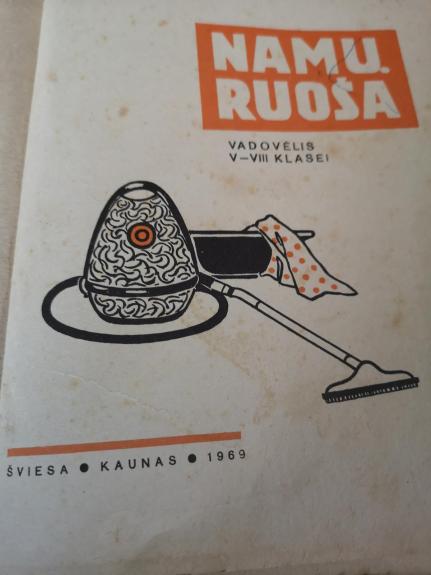 NAMŲ
RUOŠA
VADOVĖLIS
V—VIII KLASEI
ŠVIESA ● KAUNAS ● 1969